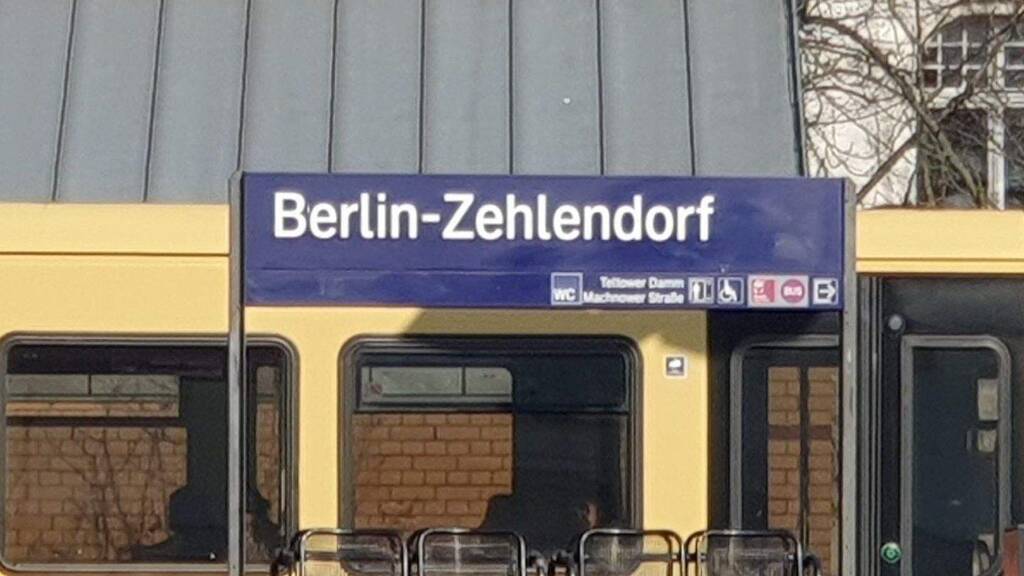 Berlin-Zehlendorf
WC
Teltower Damm
Machnower Straße
BUS